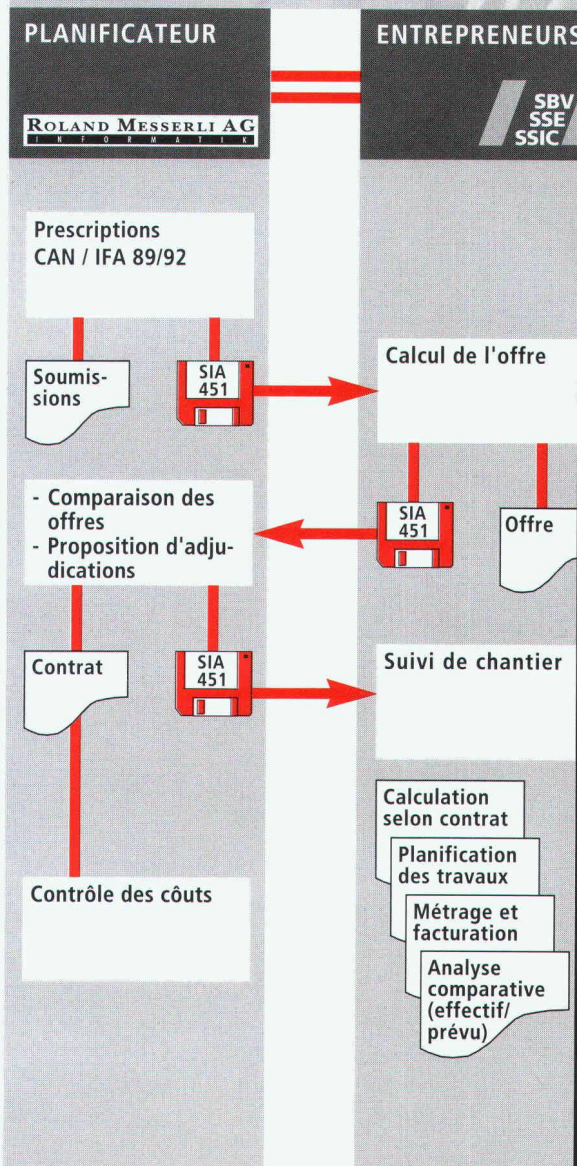 PLANIFICATEUR
ROLAND MESSERLI AG
INFORMATIK
Prescriptions
CAN / IFA 89/92
Soumis-
sions
SIA
451
- Comparaison des
offres
- Proposition d'adju-
dications
Contrat
SIA
451
Contrôle des côuts
ENTREPRENEURS
SBV
SSE
SSIC
Calcul de l'offre
SIA
451
Offre
Suivi de chantier
Calculation
selon contrat
Planification
des travaux
Métrage et
facturation
Analyse
comparative
(effectif/
prévu)